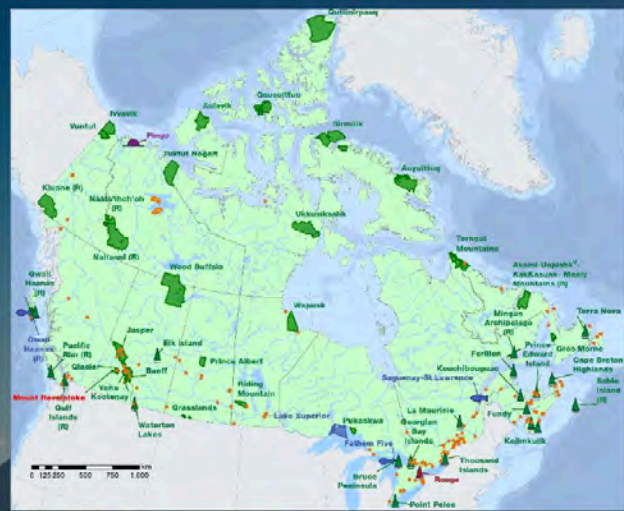 Quttinirpaaq
Qausuittuq
Aulavik
Sirmilik
Ivvavik
Vuntut
Pingo
Tuktut Nogait
Auyuittuq
Kluane (R)
Nááts'ihch'oh
(R)
Nahanni (R)
Ukkusiksalik
Torngat
Mountains
Wood Buffalo
Akami-Uapishkᵁ-
KakKasuak- Mealy
Mountains (R)
Wapusk
Mingan
Archipelago (R)
Terra Nova
Gwaii
Haanas
(R)
Gwaii
Haanas (R)
Jasper
Elk Island
Prince Albert
Pacific
Rim (R)
Glacier
Banff
Yoho
Kootenay
Mount Revelstoke
Gulf
Islands
(R)
Waterton
Lakes
Grasslands
Riding
Mountain
Lake Superior
Pukaskwa
Fathom Five
Saguenay-St.Lawrence
Forillon
Prince
Edward
Island
Gros Morne
Kouchibouguac
Cape Breton
Highlands
Sable
Island
(R)
La Mauricie
Fundy
Kejimkujik
Georgian
Bay
Islands
Thousand
Islands
Bruce
Peninsula
Rouge
Point Pelee
0 125 250 500 750 1,000
km